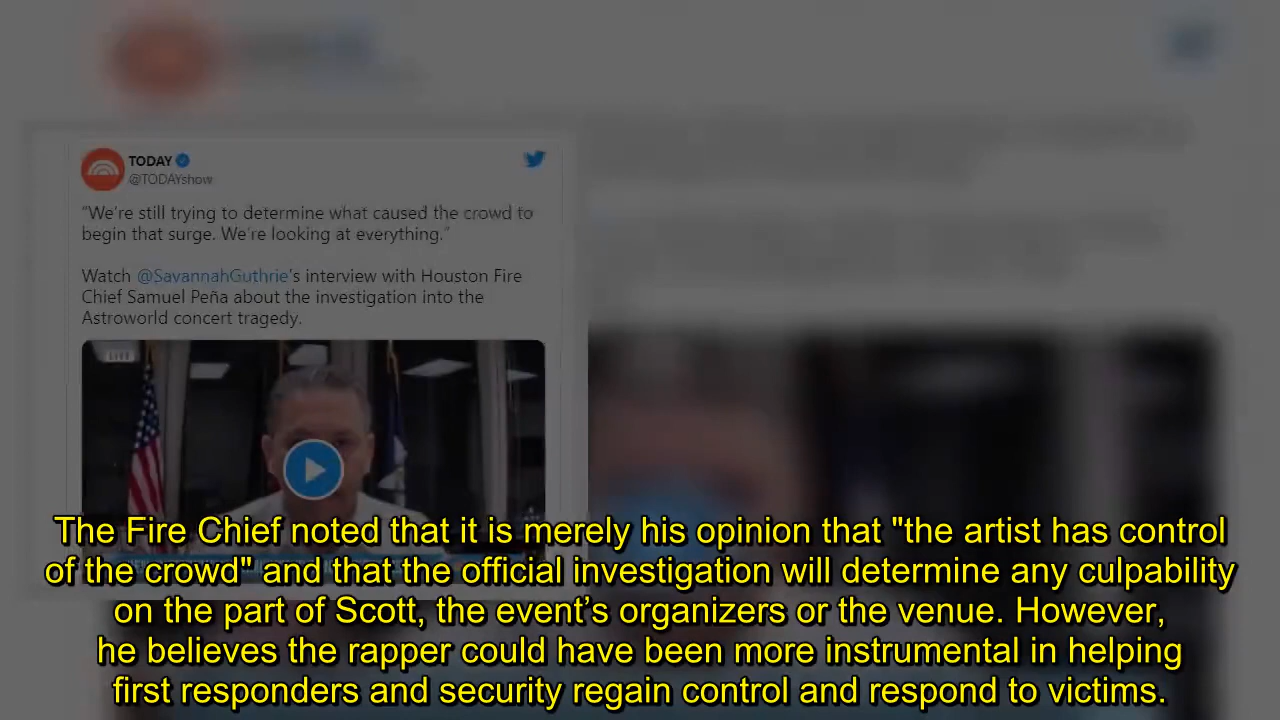 TODAY
@TODAYshow
"We're still trying to determine what caused the crowd to
begin that surge. We're looking at everything."
Watch @SavannahGuthrie's interview with Houston Fire
Chief Samuel Peña about the investigation into the
Astroworld concert tragedy.
LIVE
The Fire Chief noted that it is merely his opinion that "the artist has control
of the crowd" and that the official investigation will determine any culpability
on the part of Scott, the event’s organizers or the venue. However,
he believes the rapper could have been more instrumental in helping
first responders and security regain control and respond to victims.